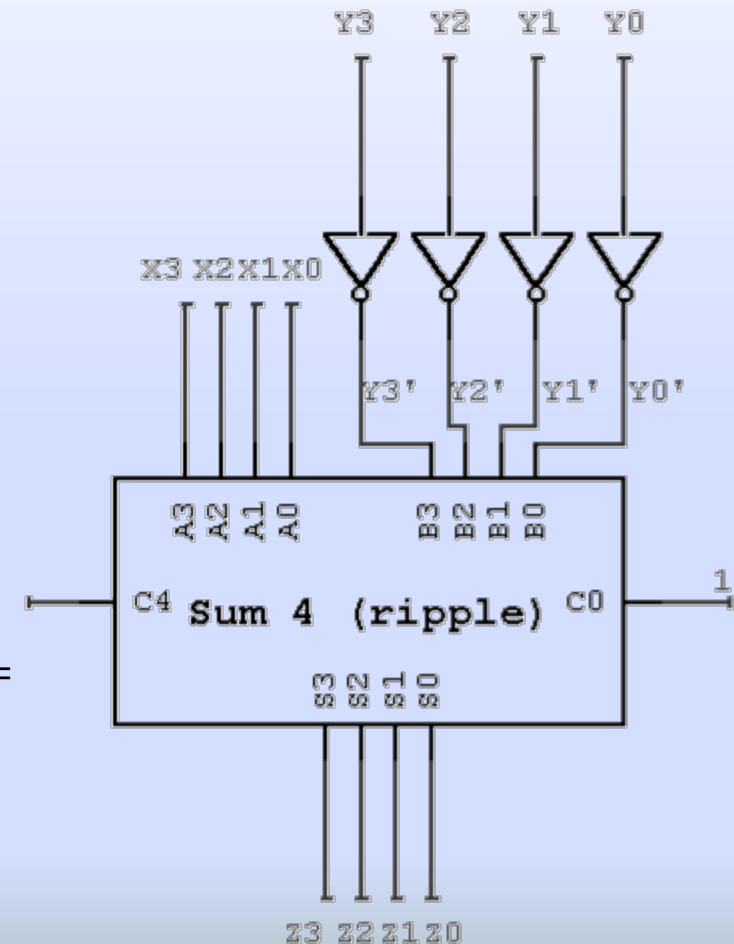 Y3 Y2 Y1 Y0
X3 X2 X1 X0
Y3' Y2' Y1' Y0'
A3 A2 A1 A0 B3 B2 B1 B0
1
C4 Sum 4 (ripple) C0
=
S3 S2 S1 S0
Z3 Z2 Z1 Z0